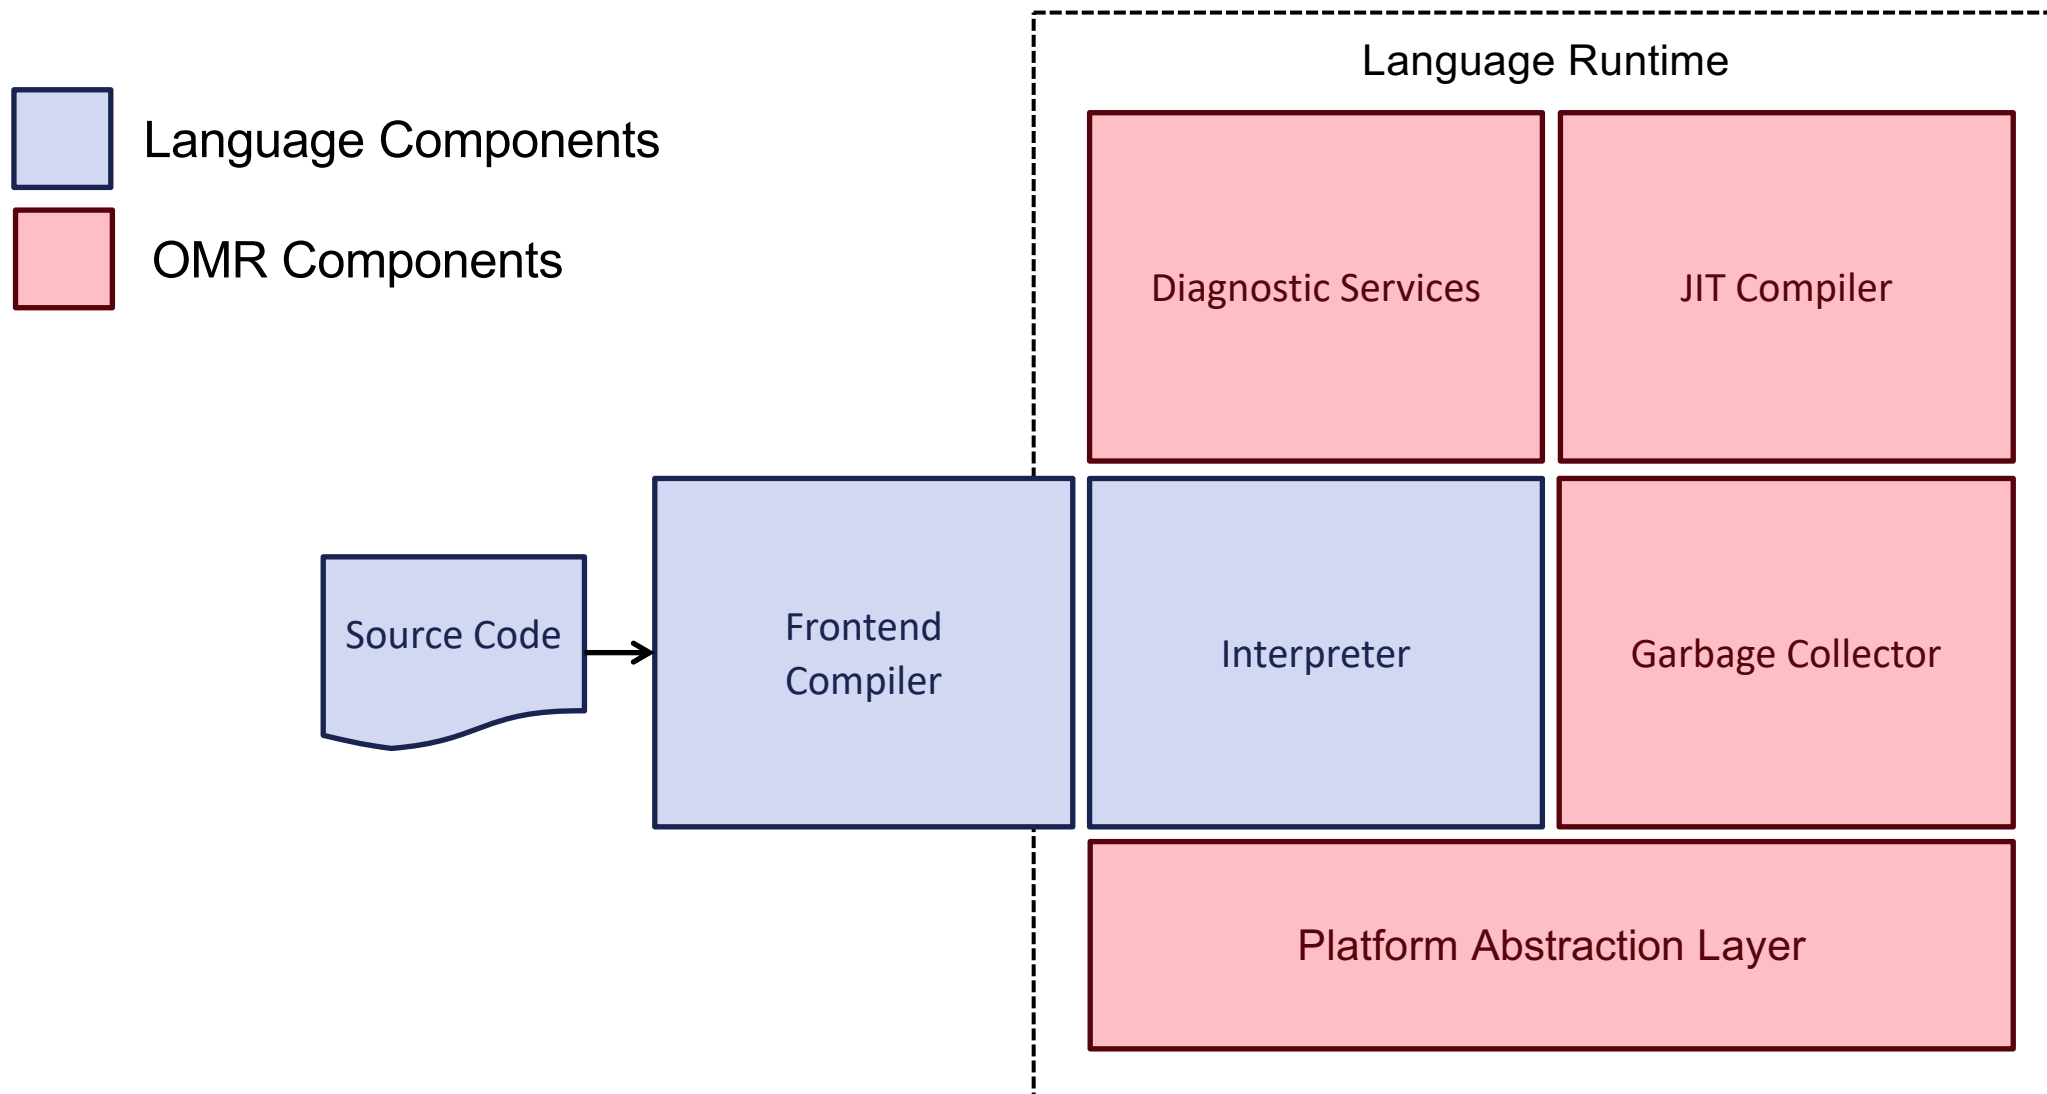 Language Runtime
Language Components
OMR Components
Diagnostic Services
JIT Compiler
Source Code
Frontend
Compiler
Interpreter
Garbage Collector
Platform Abstraction Layer